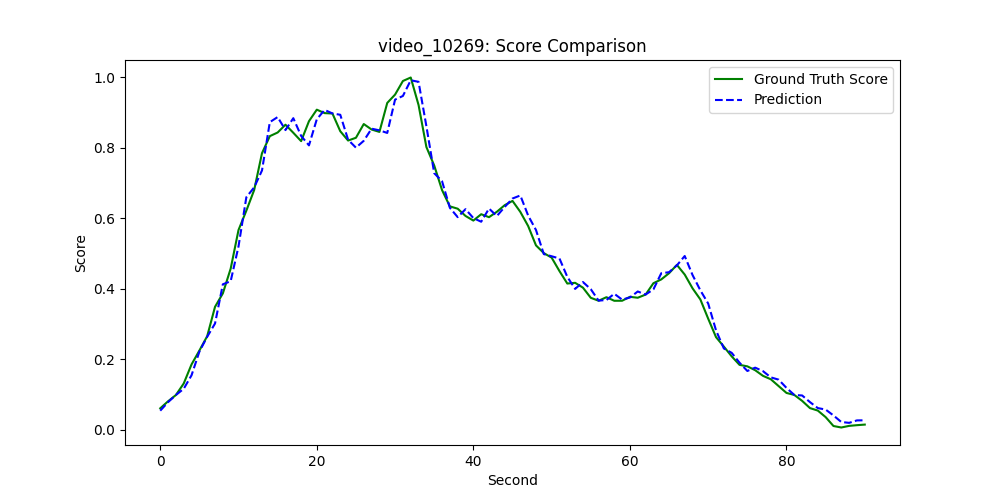 video_10269: Score Comparison
Ground Truth Score
Prediction
Score
1.0
0.8
0.6
0.4
0.2
0.0
0 20 40 60 80
Second